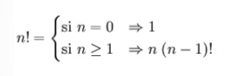 n! = { si n = 0 ⇒ 1
si n ≥ 1 ⇒ n (n − 1)!